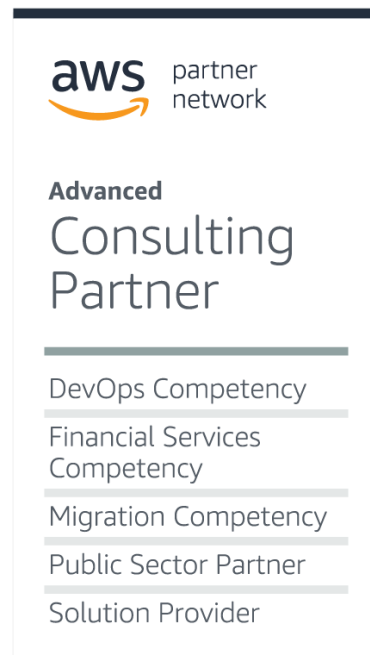 aws partner
network
Advanced
Consulting
Partner
DevOps Competency
Financial Services
Competency
Migration Competency
Public Sector Partner
Solution Provider